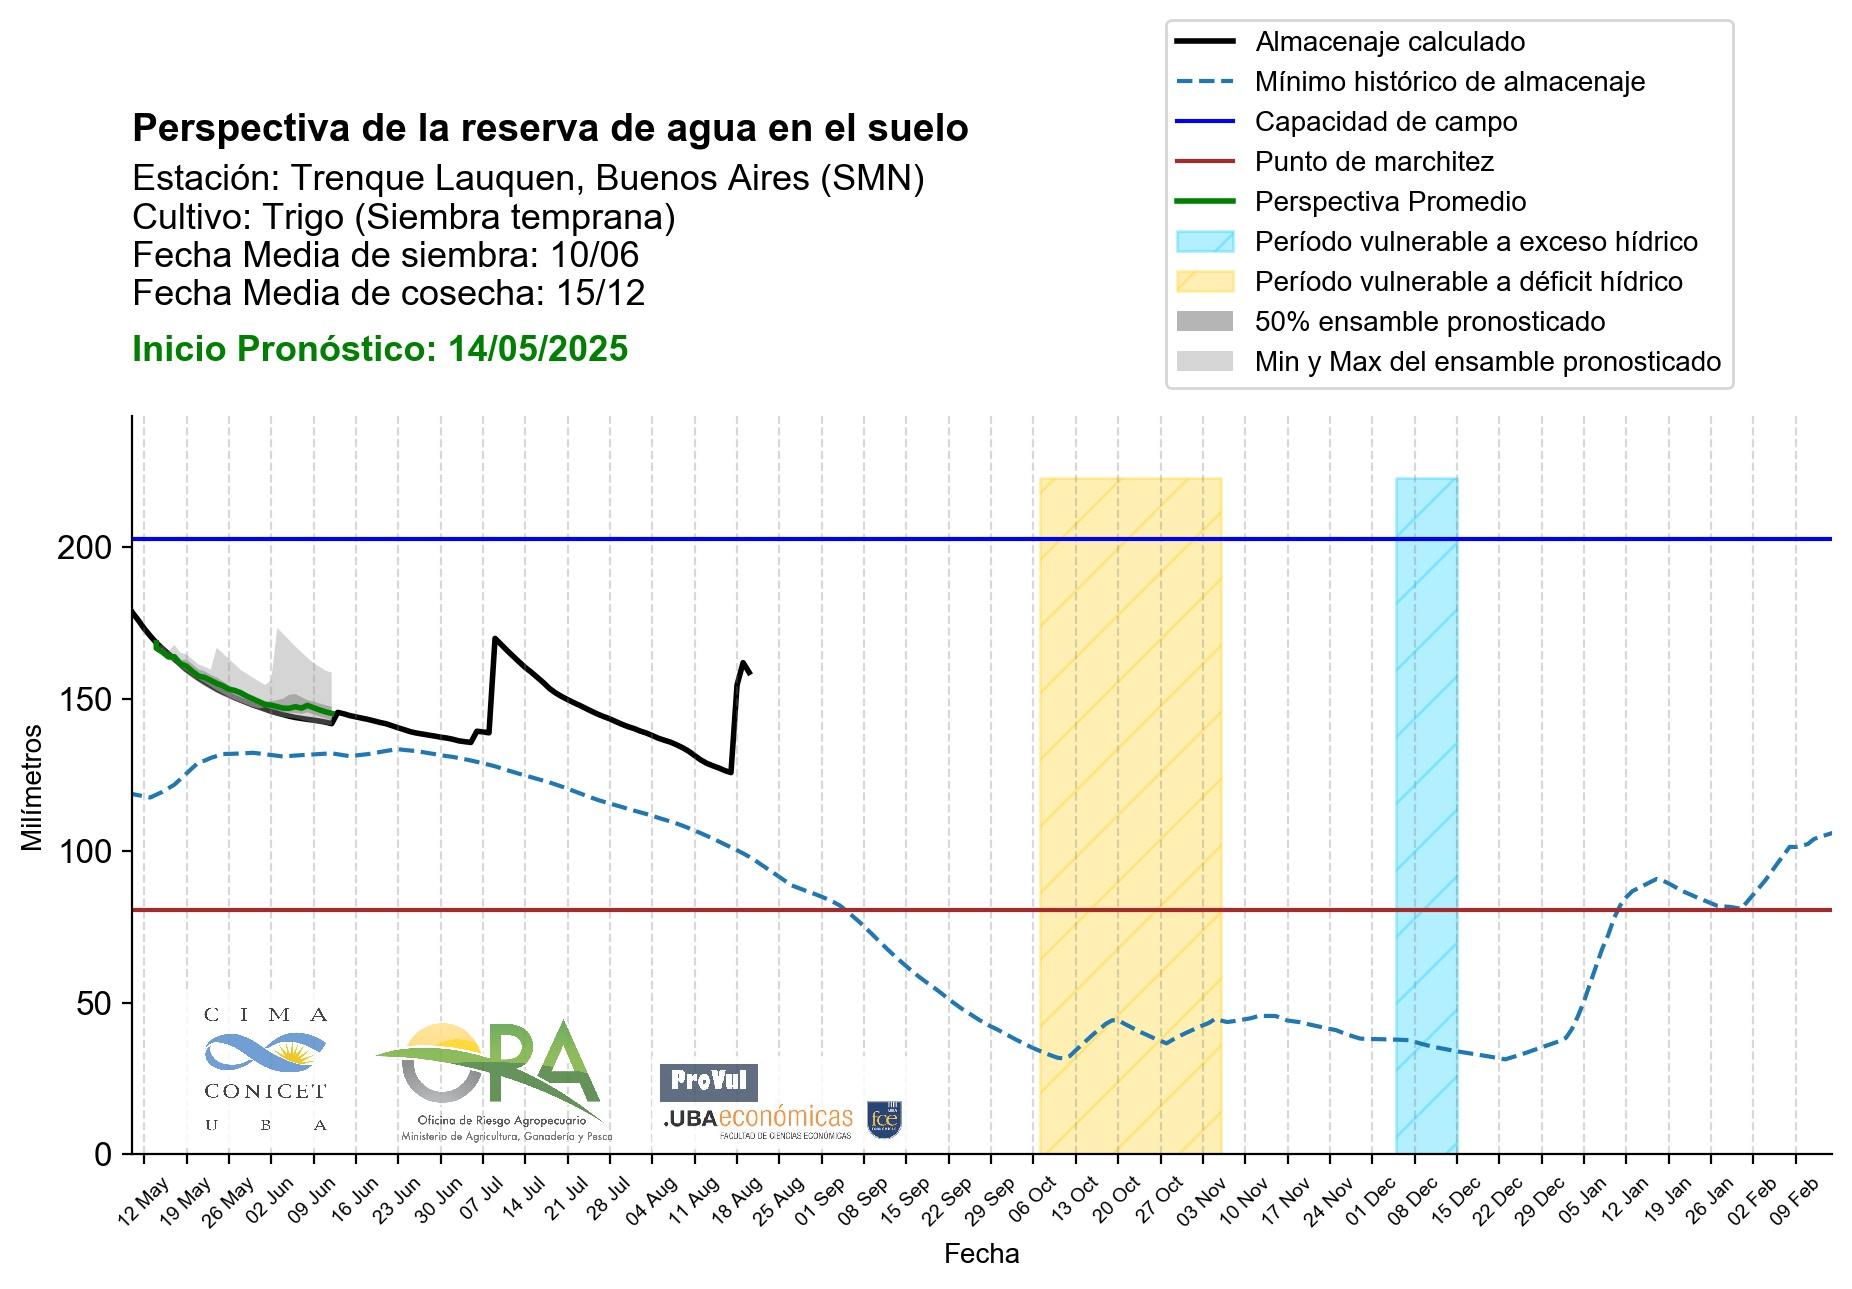 Almacenaje calculado
Mínimo histórico de almacenaje
Capacidad de campo
Punto de marchitez
Perspectiva Promedio
Período vulnerable a exceso hídrico
Período vulnerable a déficit hídrico
50% ensamble pronosticado
Min y Max del ensamble pronosticado
Perspectiva de la reserva de agua en el suelo
Estación: Trenque Lauquen, Buenos Aires (SMN)
Cultivo: Trigo (Siembra temprana)
Fecha Media de siembra: 10/06
Fecha Media de cosecha: 15/12
Inicio Pronóstico: 14/05/2025
Milímetros
200
150
100
50
0
CIMA
CONICET
UBA
ORA
Oficina de Riesgo Agropecuario
Ministerio de Agricultura, Ganadería y Pesca
ProVul
.UBAeconómicas
FACULTAD DE CIENCIAS ECONÓMICAS
fce
12 May
19 May
26 May
02 Jun
09 Jun
16 Jun
23 Jun
30 Jun
07 Jul
14 Jul
21 Jul
28 Jul
04 Aug
11 Aug
18 Aug
25 Aug
01 Sep
08 Sep
15 Sep
22 Sep
29 Sep
06 Oct
13 Oct
20 Oct
27 Oct
03 Nov
10 Nov
17 Nov
24 Nov
01 Dec
08 Dec
15 Dec
22 Dec
29 Dec
05 Jan
12 Jan
19 Jan
26 Jan
02 Feb
09 Feb
Fecha